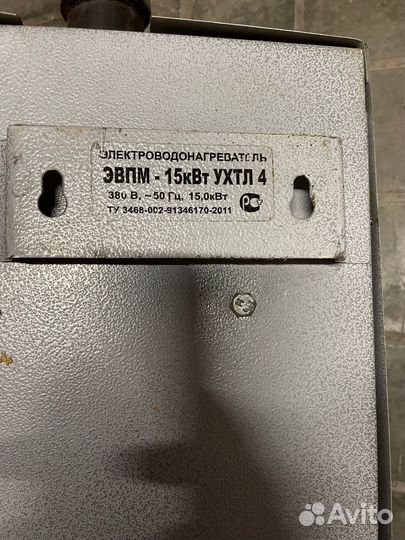 ЭЛЕКТРОВОДОНАГРЕВАТЕЛЬ
ЭВПМ - 15кВт УХТЛ 4
380 В, ~ 50 Гц, 15,0кВт
ТУ 3468-002-91346170-2011
Avito